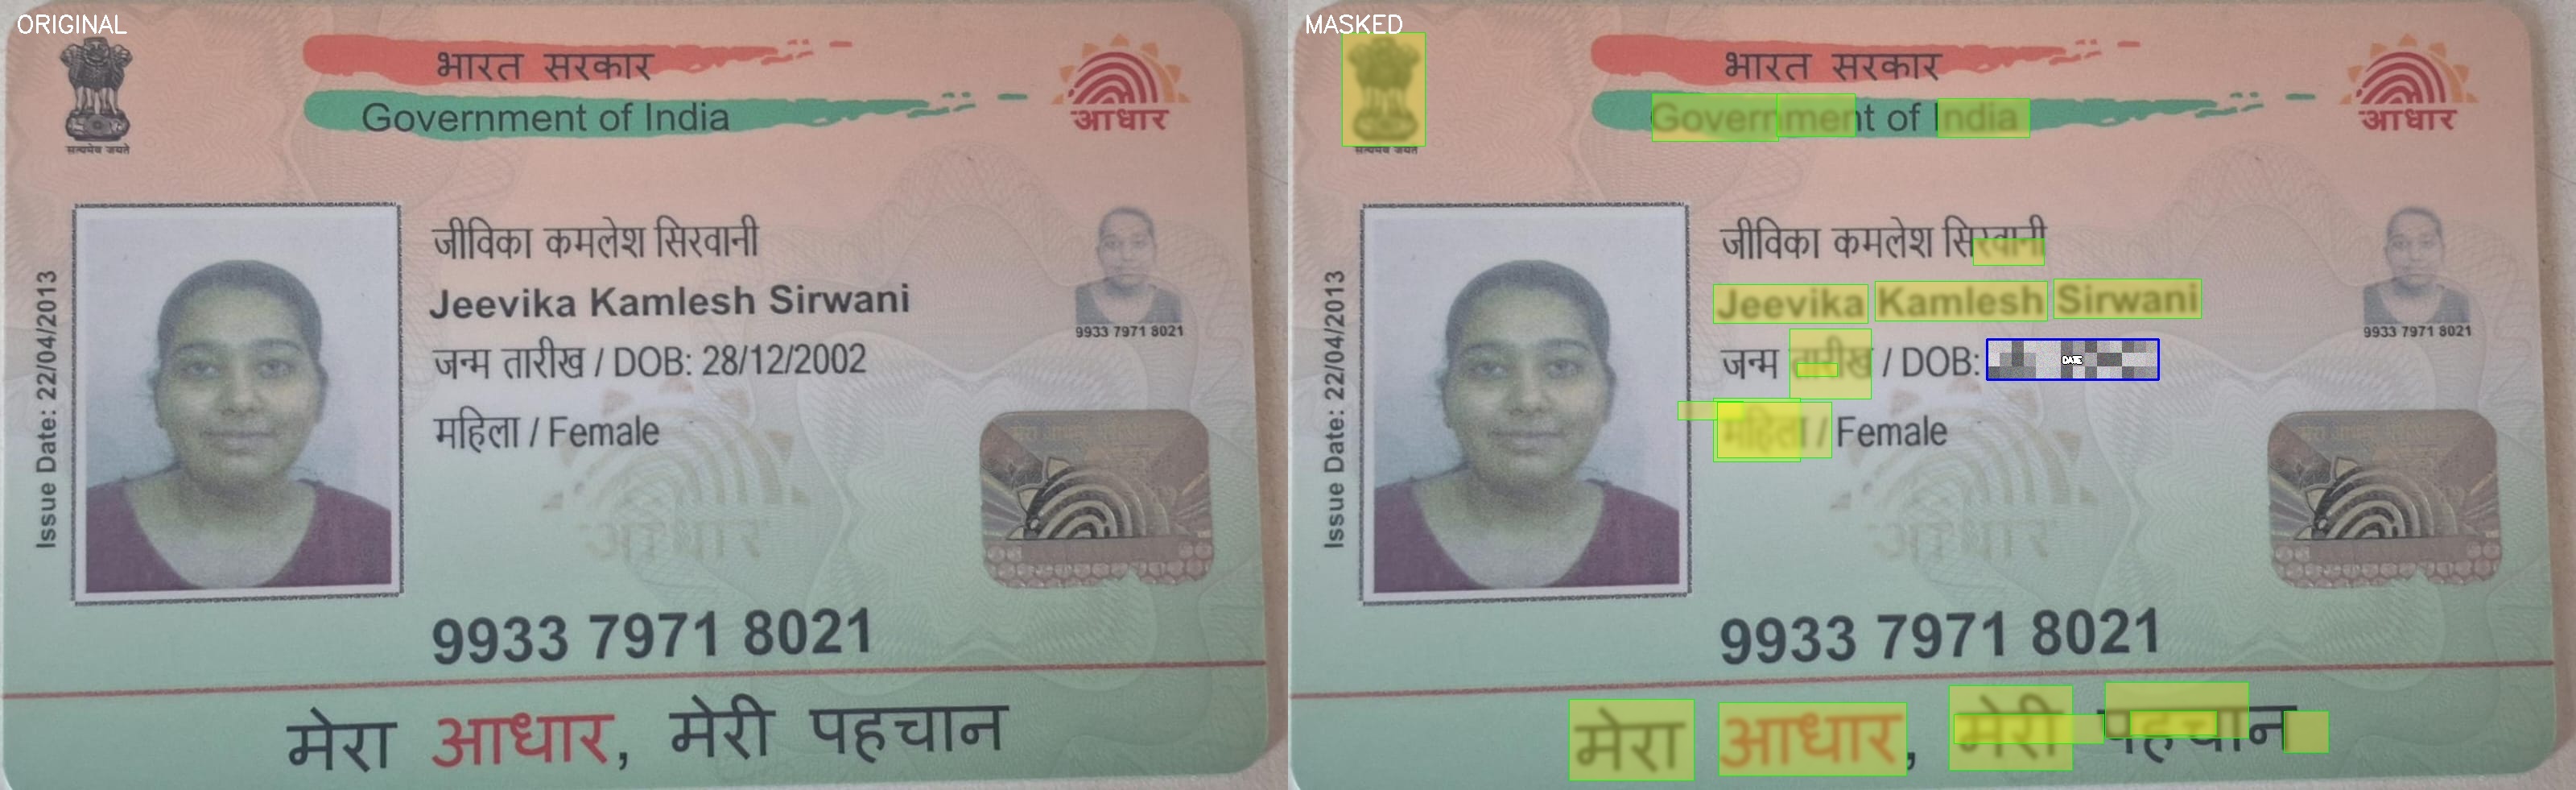 ORIGINAL
भारत सरकार
Government of India
सत्यमेव जयते
आधार
Issue Date: 22/04/2013
जीविका कमलेश सिरवानी
Jeevika Kamlesh Sirwani
जन्म तारीख / DOB: 28/12/2002
महिला / Female
9933 7971 8021
आधार
9933 7971 8021
मेरा आधार, मेरी पहचान
MASKED
भारत सरकार
Government of India
सत्यमेव जयते
आधार
Issue Date: 22/04/2013
जीविका कमलेश सिरवानी
Jeevika Kamlesh Sirwani
जन्म तारीख / DOB: DATE
महिला / Female
9933 7971 8021
आधार
9933 7971 8021
मेरा आधार, मेरी पहचान